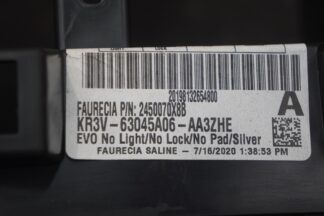 20198132654800
FAURECIA P/N: 2450070X8B
A
KR3V-63045A06-AA3ZHE
EVO No Light/No Lock/No Pad/Silver
FAURECIA SALINE - 7/16/2020 1:38:53 PM